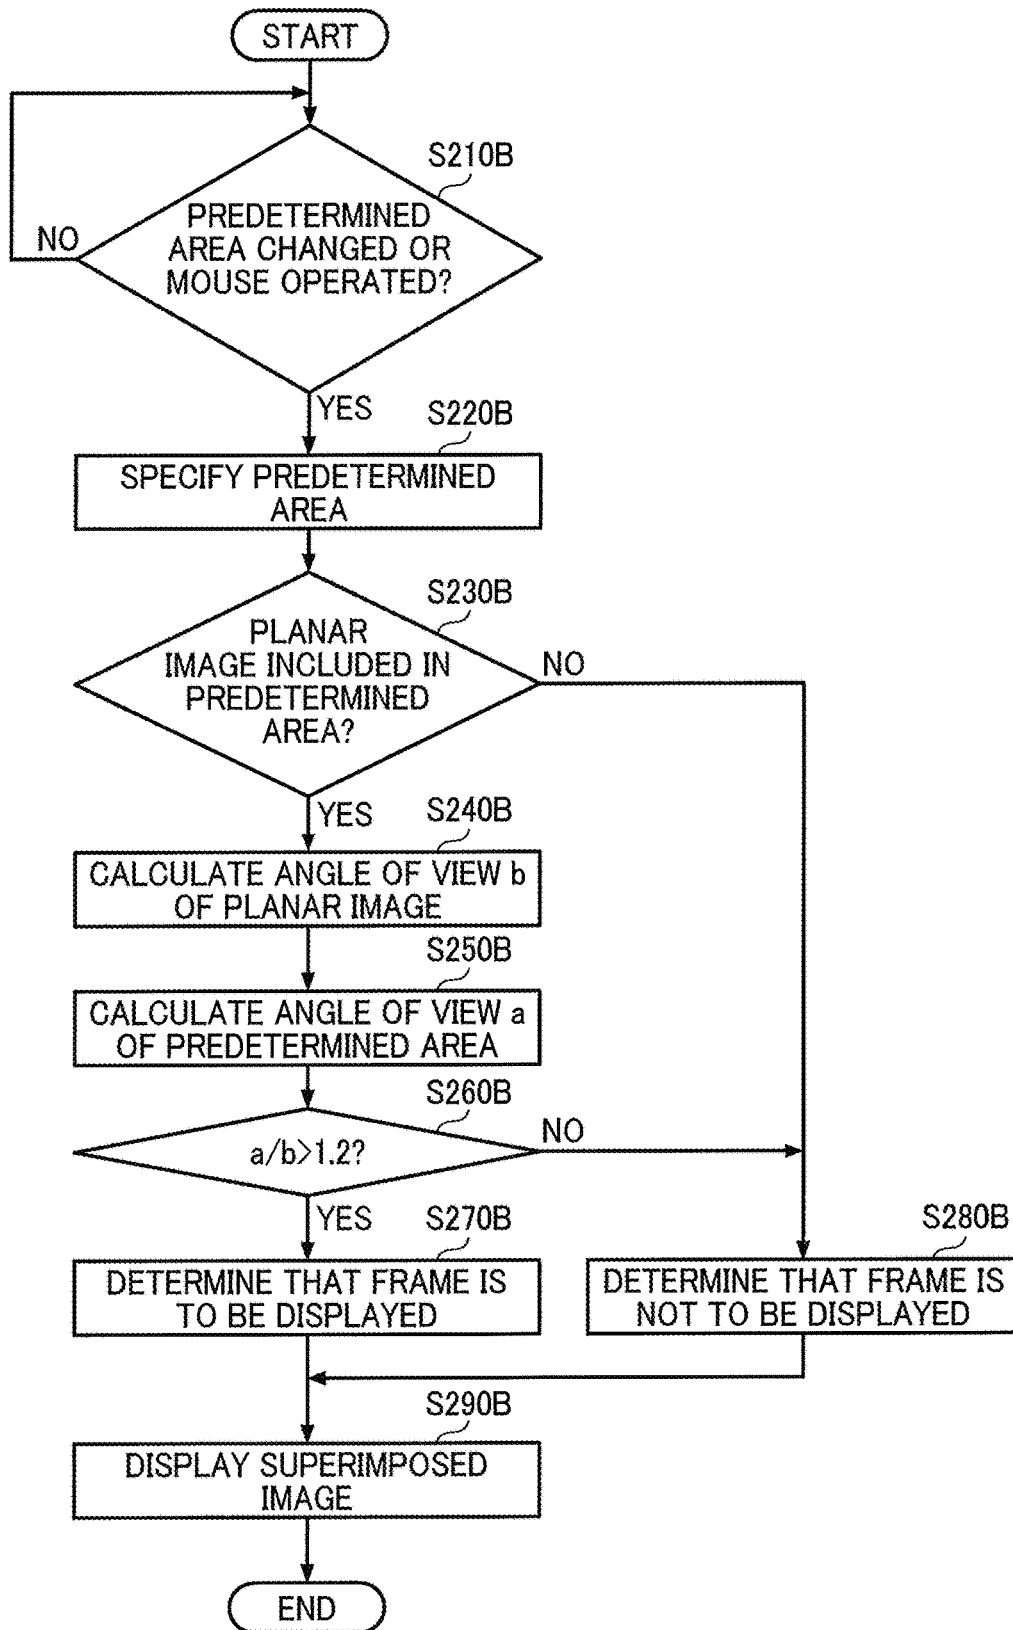 START
S210B
PREDETERMINED
AREA CHANGED OR
MOUSE OPERATED?
NO
YES
S220B
SPECIFY PREDETERMINED
AREA
S230B
PLANAR
IMAGE INCLUDED IN
PREDETERMINED
AREA?
NO
YES
S240B
CALCULATE ANGLE OF VIEW b
OF PLANAR IMAGE
S250B
CALCULATE ANGLE OF VIEW a
OF PREDETERMINED AREA
S260B
a/b>1.2?
NO
YES
S270B
DETERMINE THAT FRAME IS
TO BE DISPLAYED
S280B
DETERMINE THAT FRAME IS
NOT TO BE DISPLAYED
S290B
DISPLAY SUPERIMPOSED
IMAGE
END